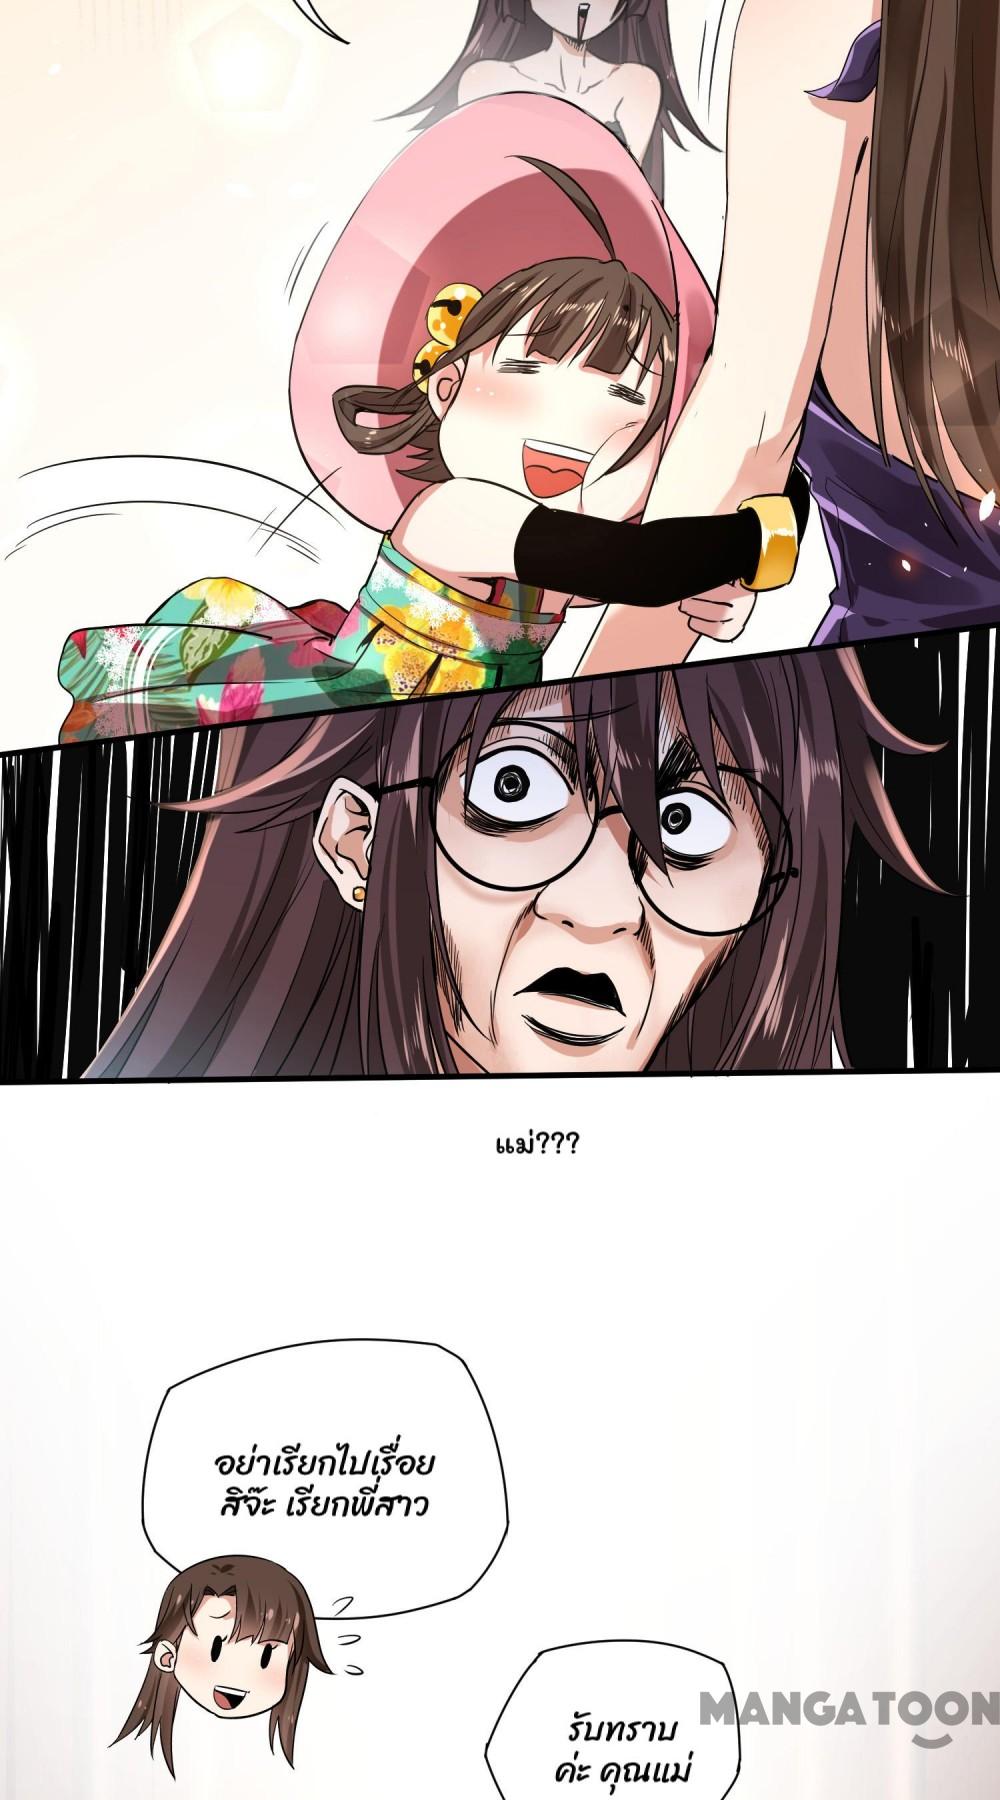 แม่???
อย่าเรียกไปเรื่อย
สิจ๊ะ เรียกพี่สาว
รับทราบ
ค่ะ คุณแม่
MANGATOON